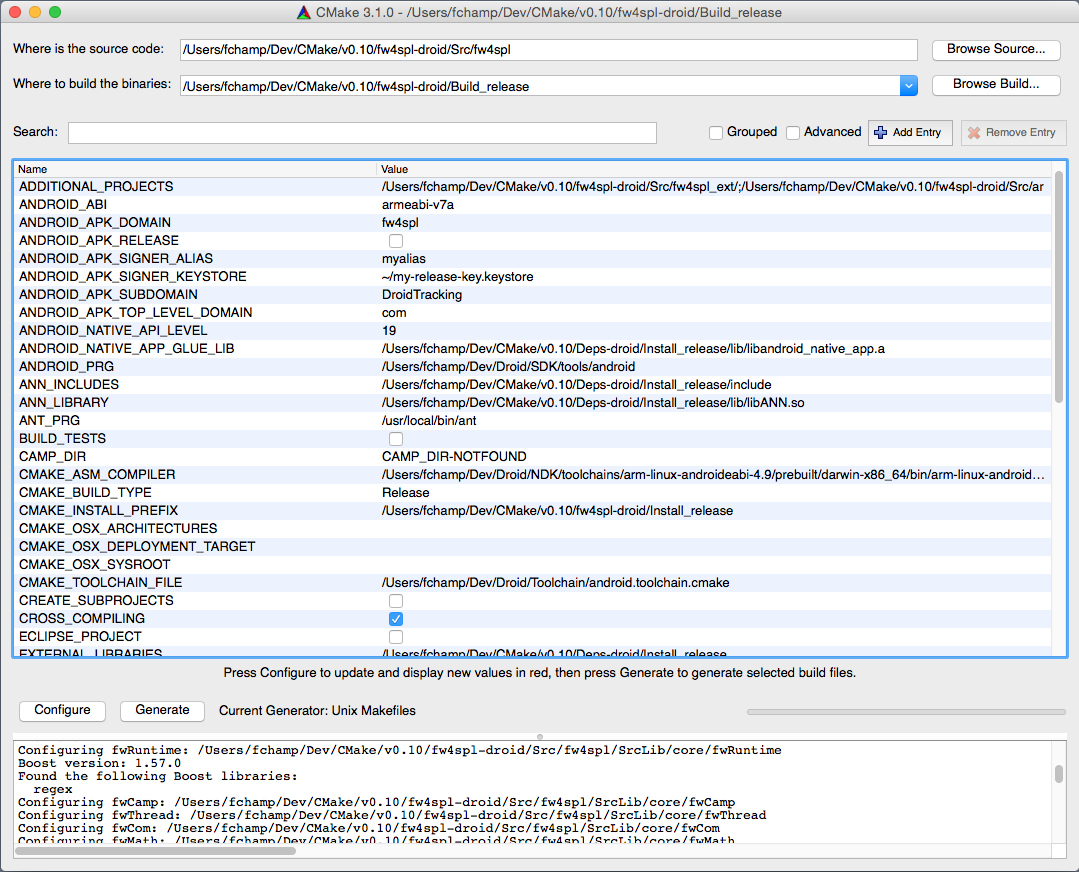 CMake 3.1.0 - /Users/fchamp/Dev/CMake/v0.10/fw4spl-droid/Build_release
Where is the source code: /Users/fchamp/Dev/CMake/v0.10/fw4spl-droid/Src/fw4spl Browse Source...
Where to build the binaries: /Users/fchamp/Dev/CMake/v0.10/fw4spl-droid/Build_release Browse Build...
Search: Grouped Advanced Add Entry Remove Entry
Name Value
ADDITIONAL_PROJECTS /Users/fchamp/Dev/CMake/v0.10/fw4spl-droid/Src/fw4spl_ext/;/Users/fchamp/Dev/CMake/v0.10/fw4spl-droid/Src/ar
ANDROID_ABI armeabi-v7a
ANDROID_APK_DOMAIN fw4spl
ANDROID_APK_RELEASE
ANDROID_APK_SIGNER_ALIAS myalias
ANDROID_APK_SIGNER_KEYSTORE ~/my-release-key.keystore
ANDROID_APK_SUBDOMAIN DroidTracking
ANDROID_APK_TOP_LEVEL_DOMAIN com
ANDROID_NATIVE_API_LEVEL 19
ANDROID_NATIVE_APP_GLUE_LIB /Users/fchamp/Dev/CMake/v0.10/Deps-droid/Install_release/lib/libandroid_native_app.a
ANDROID_PRG /Users/fchamp/Dev/Droid/SDK/tools/android
ANN_INCLUDES /Users/fchamp/Dev/CMake/v0.10/Deps-droid/Install_release/include
ANN_LIBRARY /Users/fchamp/Dev/CMake/v0.10/Deps-droid/Install_release/lib/libANN.so
ANT_PRG /usr/local/bin/ant
BUILD_TESTS
CAMP_DIR CAMP_DIR-NOTFOUND
CMAKE_ASM_COMPILER /Users/fchamp/Dev/Droid/NDK/toolchains/arm-linux-androideabi-4.9/prebuilt/darwin-x86_64/bin/arm-linux-android...
CMAKE_BUILD_TYPE Release
CMAKE_INSTALL_PREFIX /Users/fchamp/Dev/CMake/v0.10/fw4spl-droid/Install_release
CMAKE_OSX_ARCHITECTURES
CMAKE_OSX_DEPLOYMENT_TARGET
CMAKE_OSX_SYSROOT
CMAKE_TOOLCHAIN_FILE /Users/fchamp/Dev/Droid/Toolchain/android.toolchain.cmake
CREATE_SUBPROJECTS
CROSS_COMPILING
ECLIPSE_PROJECT
EXTERNAL_LIBRARIES /Users/fchamp/Dev/CMake/v0.10/Deps-droid/Install_release
Press Configure to update and display new values in red, then press Generate to generate selected build files.
Configure Generate Current Generator: Unix Makefiles
Configuring fwRuntime: /Users/fchamp/Dev/CMake/v0.10/fw4spl-droid/Src/fw4spl/SrcLib/core/fwRuntime
Boost version: 1.57.0
Found the following Boost libraries:
regex
Configuring fwCamp: /Users/fchamp/Dev/CMake/v0.10/fw4spl-droid/Src/fw4spl/SrcLib/core/fwCamp
Configuring fwThread: /Users/fchamp/Dev/CMake/v0.10/fw4spl-droid/Src/fw4spl/SrcLib/core/fwThread
Configuring fwCom: /Users/fchamp/Dev/CMake/v0.10/fw4spl-droid/Src/fw4spl/SrcLib/core/fwCom
Configuring fwMath: /Users/fchamp/Dev/CMake/v0.10/fw4spl-droid/Src/fw4spl/SrcLib/core/fwMath